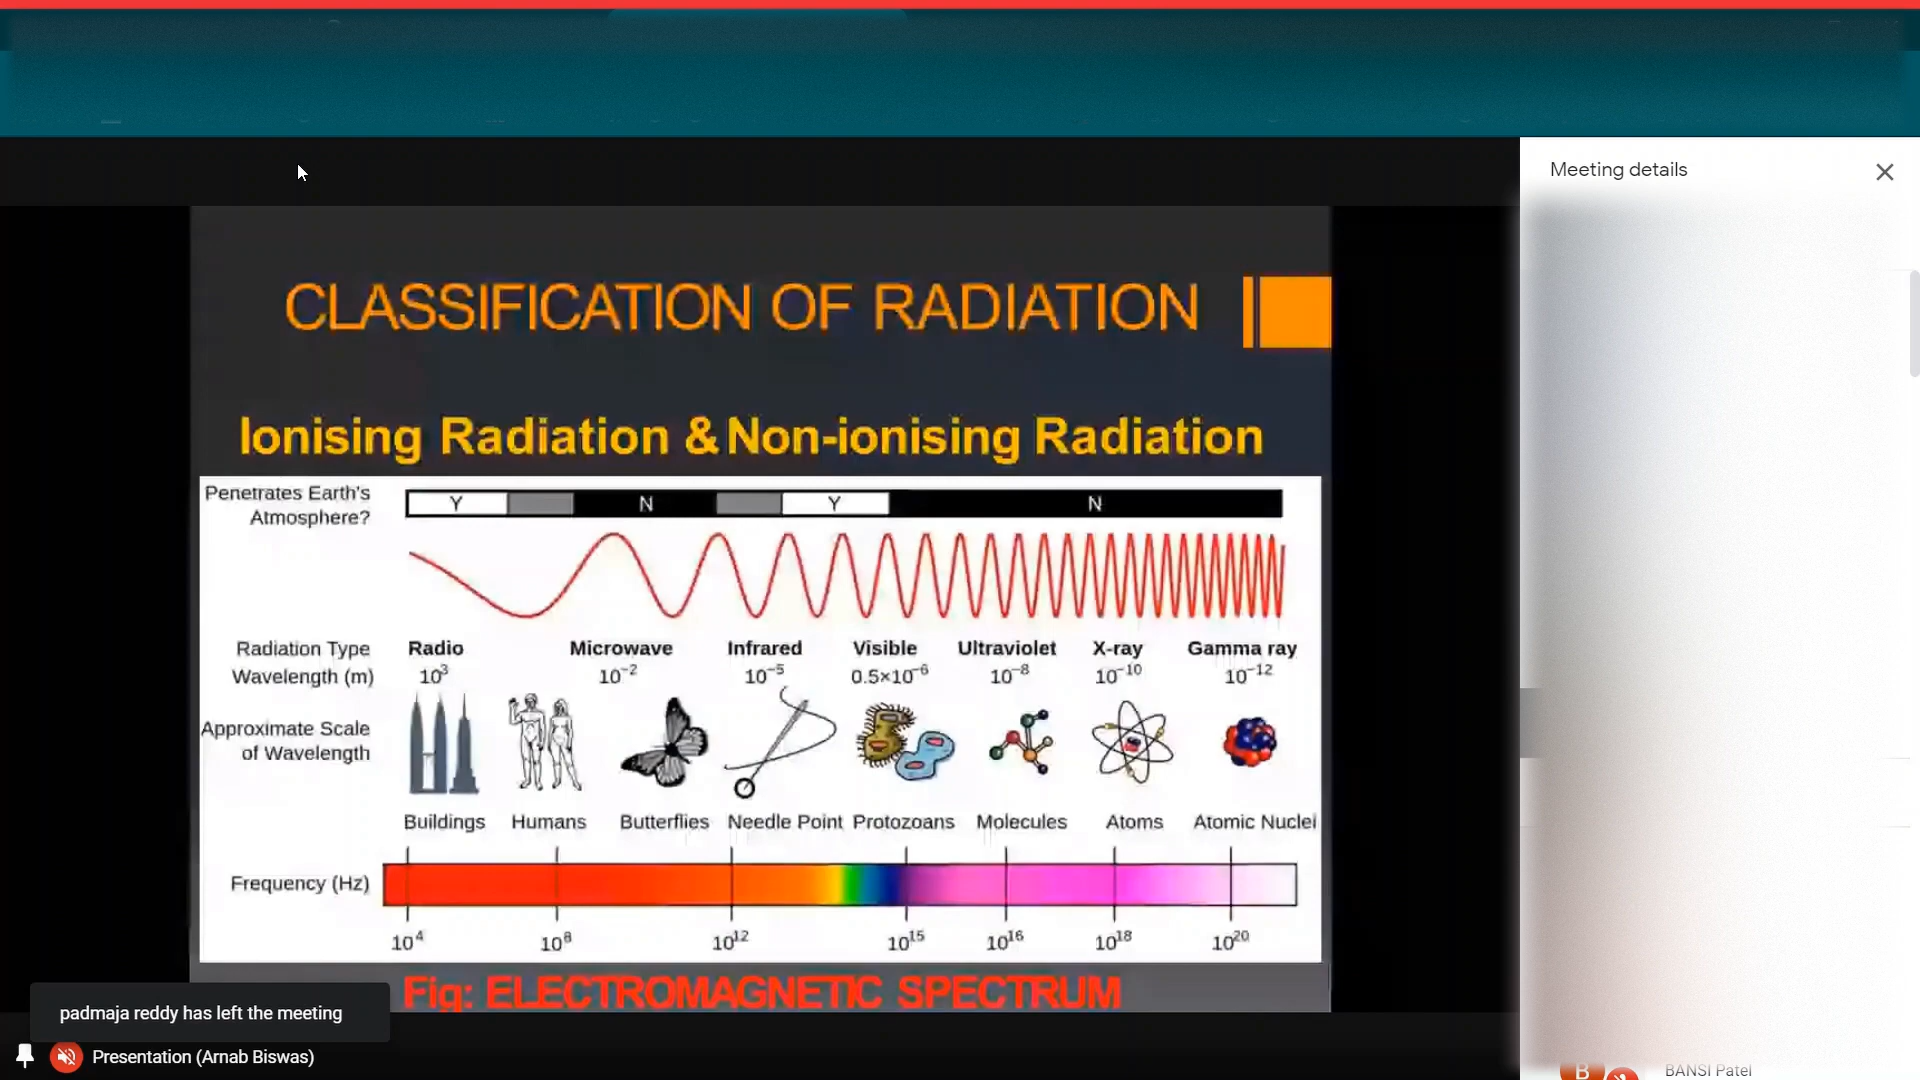 Meeting details
CLASSIFICATION OF RADIATION
Ionising Radiation & Non-ionising Radiation
Penetrates Earth's
Atmosphere?
Y N Y N
Radiation Type Radio Microwave Infrared Visible Ultraviolet X-ray Gamma ray
Wavelength (m) 10³ 10⁻² 10⁻⁵ 0.5×10⁻⁶ 10⁻⁸ 10⁻¹⁰ 10⁻¹²
Approximate Scale
of Wavelength
Buildings Humans Butterflies Needle Point Protozoans Molecules Atoms Atomic Nuclei
Frequency (Hz)
10⁴ 10⁸ 10¹² 10¹⁵ 10¹⁶ 10¹⁸ 10²⁰
Fig: ELECTROMAGNETIC SPECTRUM
padmaja reddy has left the meeting
Presentation (Arnab Biswas)
B BANSI Patel